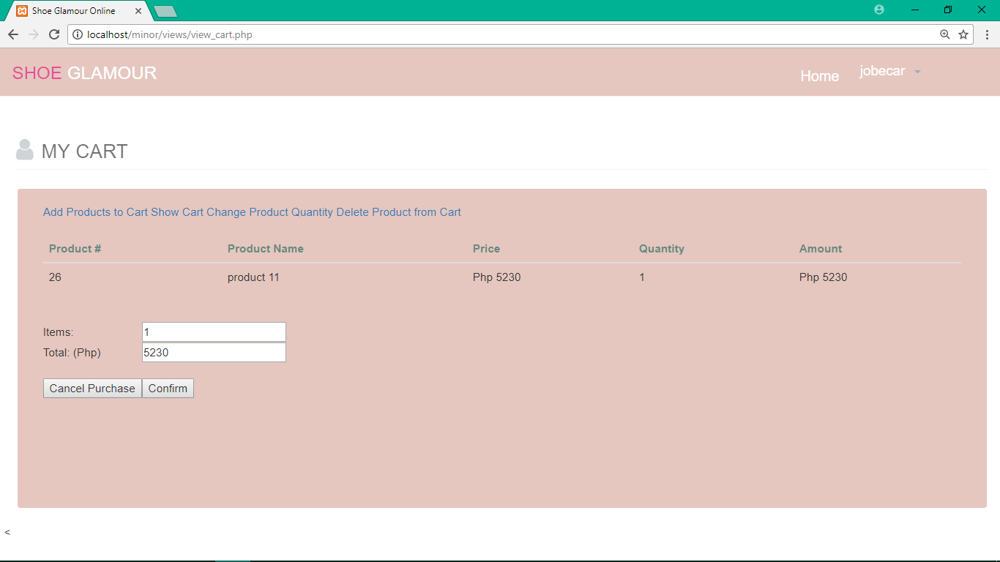 Shoe Glamour Online
localhost/minor/views/view_cart.php
SHOE GLAMOUR
Home
jobecar
MY CART
Add Products to Cart Show Cart Change Product Quantity Delete Product from Cart
Product # Product Name Price Quantity Amount
26 product 11 Php 5230 1 Php 5230
Items: 1
Total: (Php) 5230
Cancel Purchase Confirm
<